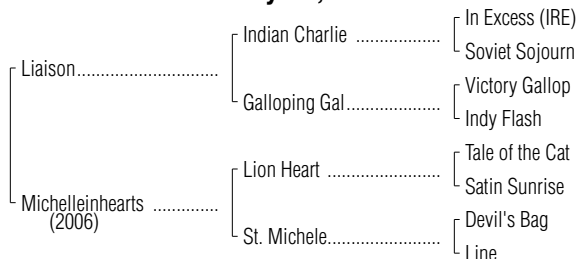 In Excess (IRE)
Indian Charlie ..................
Soviet Sojourn
Liaison..............................
Victory Gallop
Galloping Gal....................
Indy Flash
Tale of the Cat
Lion Heart ........................
Satin Sunrise
Michelleinhearts ..............
(2006)
Devil's Bag
St. Michele........................
Line